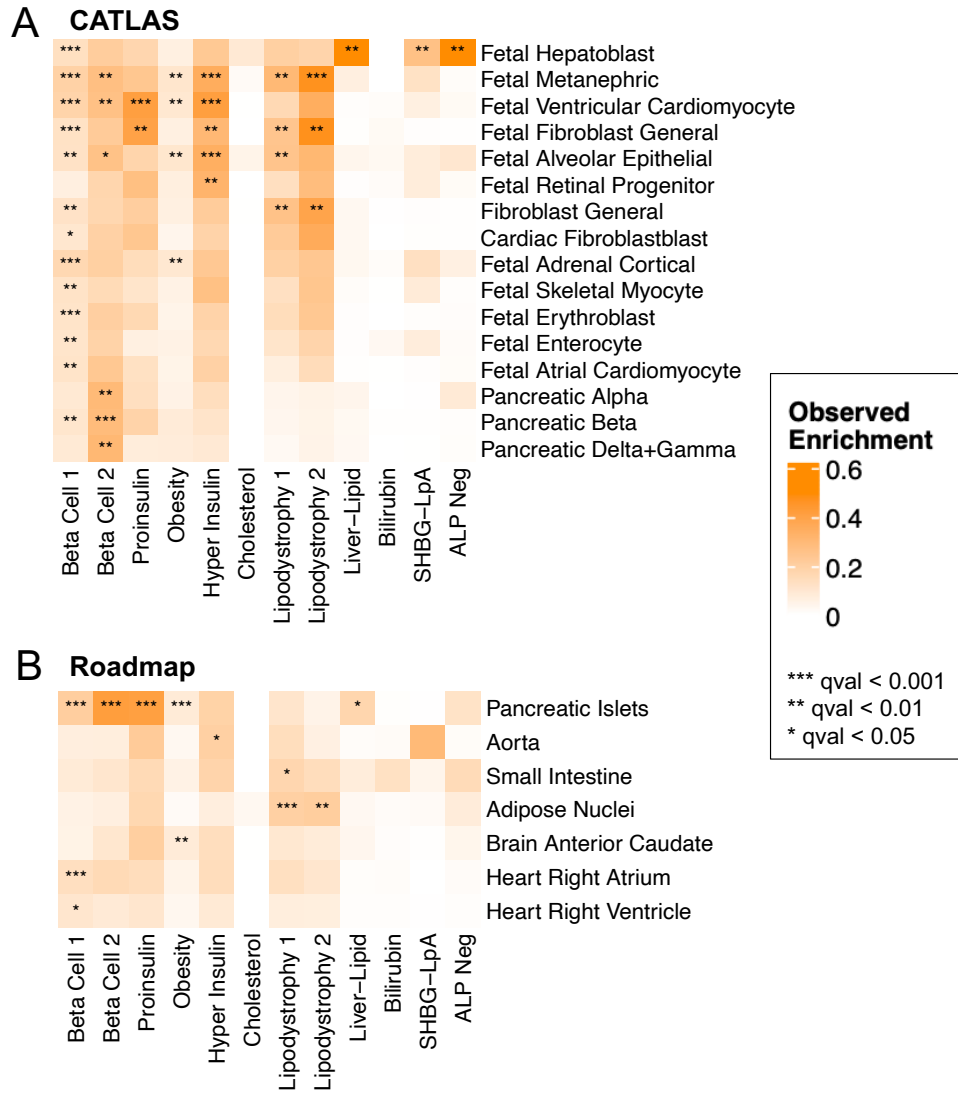 A CATLAS
*** ** ** ** Fetal Hepatoblast
*** ** ** *** ** *** Fetal Metanephric
*** ** *** ** *** Fetal Ventricular Cardiomyocyte
*** ** ** ** ** Fetal Fibroblast General
** * ** *** ** Fetal Alveolar Epithelial
** Fetal Retinal Progenitor
** ** ** Fibroblast General
* Cardiac Fibroblastblast
*** ** Fetal Adrenal Cortical
** Fetal Skeletal Myocyte
*** Fetal Erythroblast
** Fetal Enterocyte
** Fetal Atrial Cardiomyocyte
** Pancreatic Alpha
** *** Pancreatic Beta
** Pancreatic Delta+Gamma
Beta Cell 1
Beta Cell 2
Proinsulin
Obesity
Hyper Insulin
Cholesterol
Lipodystrophy 1
Lipodystrophy 2
Liver–Lipid
Bilirubin
SHBG–LpA
ALP Neg
Observed
Enrichment
0.6
0.4
0.2
0
*** qval < 0.001
** qval < 0.01
* qval < 0.05
B Roadmap
*** *** *** *** * Pancreatic Islets
* Aorta
* Small Intestine
*** ** Adipose Nuclei
** Brain Anterior Caudate
*** Heart Right Atrium
* Heart Right Ventricle
Beta Cell 1
Beta Cell 2
Proinsulin
Obesity
Hyper Insulin
Cholesterol
Lipodystrophy 1
Lipodystrophy 2
Liver–Lipid
Bilirubin
SHBG–LpA
ALP Neg